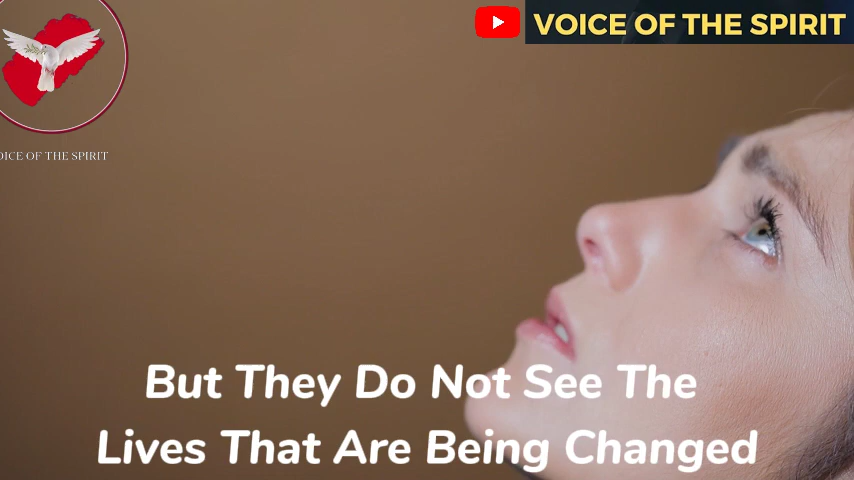 VOICE OF THE SPIRIT
OICE OF THE SPIRIT
But They Do Not See The
Lives That Are Being Changed